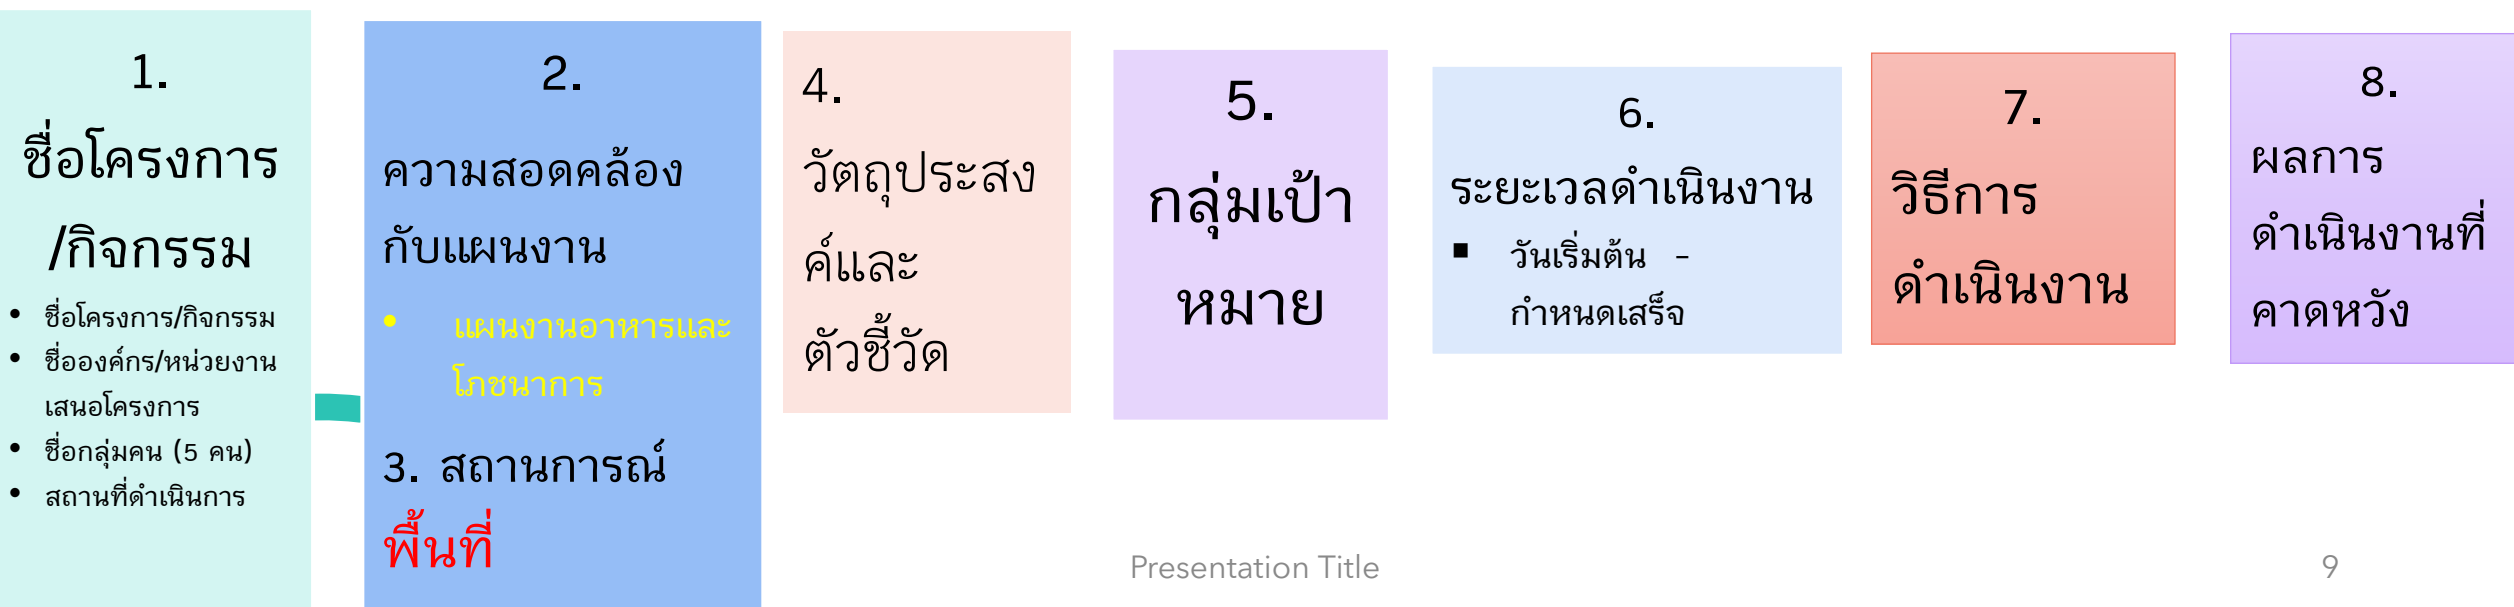 1.
ชื่อโครงการ
/กิจกรรม
• ชื่อโครงการ/กิจกรรม
• ชื่อองค์กร/หน่วยงาน
เสนอโครงการ
• ชื่อกลุ่มคน (5 คน)
• สถานที่ดำเนินการ
2.
ความสอดคล้อง
กับแผนงาน
• แผนงานอาหารและ
โภชนาการ
3. สถานการณ์
พื้นที่
4.
วัตถุประสง
ค์และ
ตัวชี้วัด
5.
กลุ่มเป้า
หมาย
6.
ระยะเวลดำเนินงาน
▪ วันเริ่มต้น -
กำหนดเสร็จ
7.
วิธีการ
ดำเนินงาน
8.
ผลการ
ดำเนินงานที่
คาดหวัง
Presentation Title
9